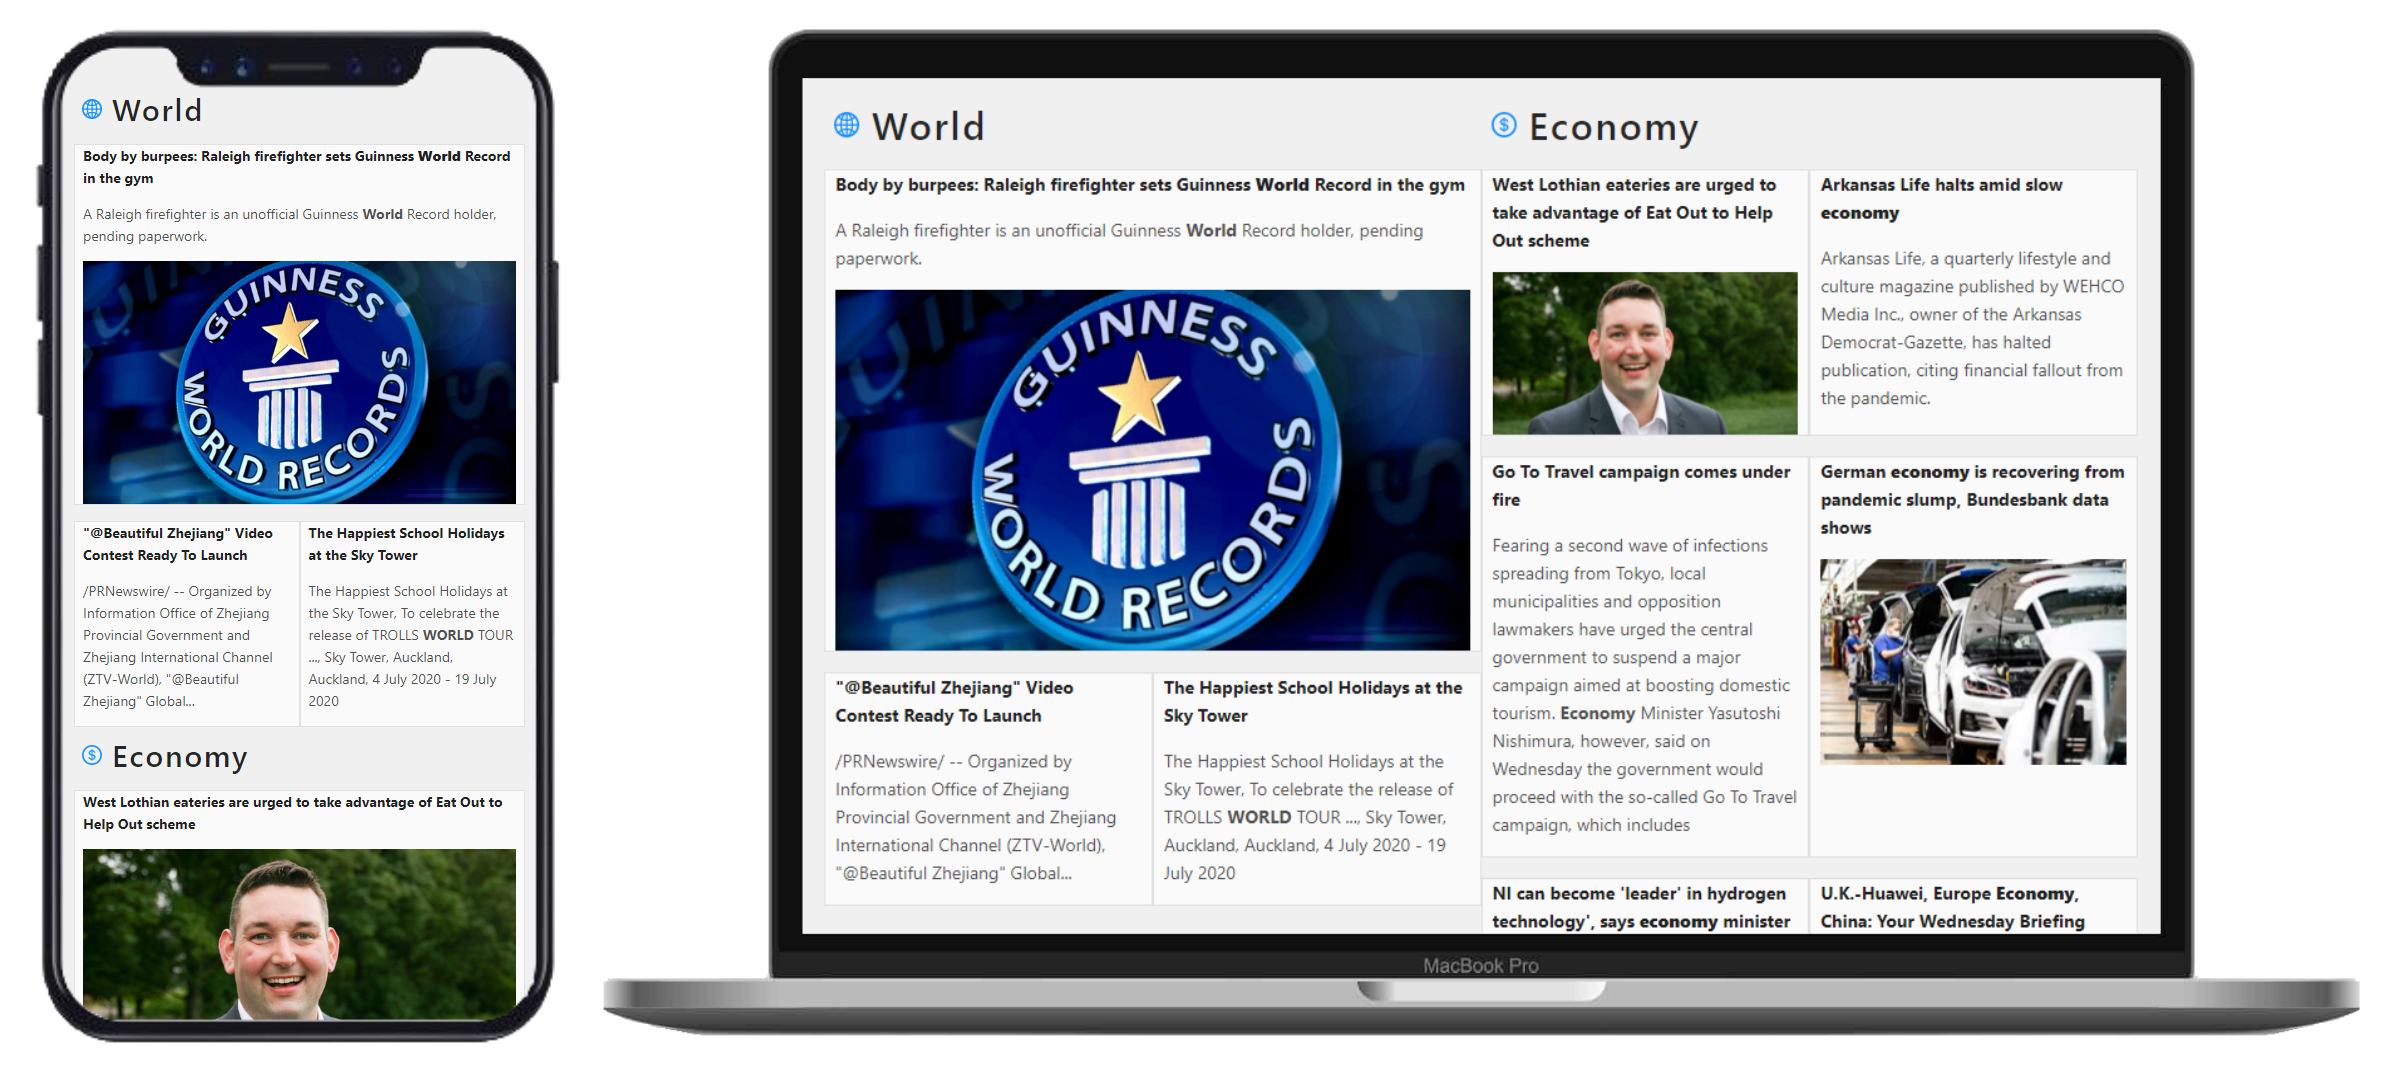 World
Body by burpees: Raleigh firefighter sets Guinness World Record
in the gym
A Raleigh firefighter is an unofficial Guinness World Record holder,
pending paperwork.
GUINNESS
WORLD RECORDS
"@Beautiful Zhejiang" Video
Contest Ready To Launch
/PRNewswire/ -- Organized by
Information Office of Zhejiang
Provincial Government and
Zhejiang International Channel
(ZTV-World), "@Beautiful
Zhejiang" Global...
The Happiest School Holidays
at the Sky Tower
The Happiest School Holidays at
the Sky Tower, To celebrate the
release of TROLLS WORLD TOUR
..., Sky Tower, Auckland,
Auckland, 4 July 2020 - 19 July
2020
Economy
West Lothian eateries are urged to take advantage of Eat Out to
Help Out scheme
World
Body by burpees: Raleigh firefighter sets Guinness World Record in the gym
A Raleigh firefighter is an unofficial Guinness World Record holder, pending
paperwork.
GUINNESS
WORLD RECORDS
"@Beautiful Zhejiang" Video
Contest Ready To Launch
/PRNewswire/ -- Organized by
Information Office of Zhejiang
Provincial Government and Zhejiang
International Channel (ZTV-World),
"@Beautiful Zhejiang" Global...
The Happiest School Holidays at the
Sky Tower
The Happiest School Holidays at the
Sky Tower, To celebrate the release of
TROLLS WORLD TOUR ..., Sky Tower,
Auckland, Auckland, 4 July 2020 - 19
July 2020
Economy
West Lothian eateries are urged to
take advantage of Eat Out to Help
Out scheme
Arkansas Life halts amid slow
economy
Arkansas Life, a quarterly lifestyle and
culture magazine published by WEHCO
Media Inc., owner of the Arkansas
Democrat-Gazette, has halted
publication, citing financial fallout from
the pandemic.
Go To Travel campaign comes under
fire
Fearing a second wave of infections
spreading from Tokyo, local
municipalities and opposition
lawmakers have urged the central
government to suspend a major
campaign aimed at boosting domestic
tourism. Economy Minister Yasutoshi
Nishimura, however, said on
Wednesday the government would
proceed with the so-called Go To Travel
campaign, which includes
German economy is recovering from
pandemic slump, Bundesbank data
shows
NI can become 'leader' in hydrogen
technology', says economy minister
U.K.-Huawei, Europe Economy,
China: Your Wednesday Briefing
MacBook Pro